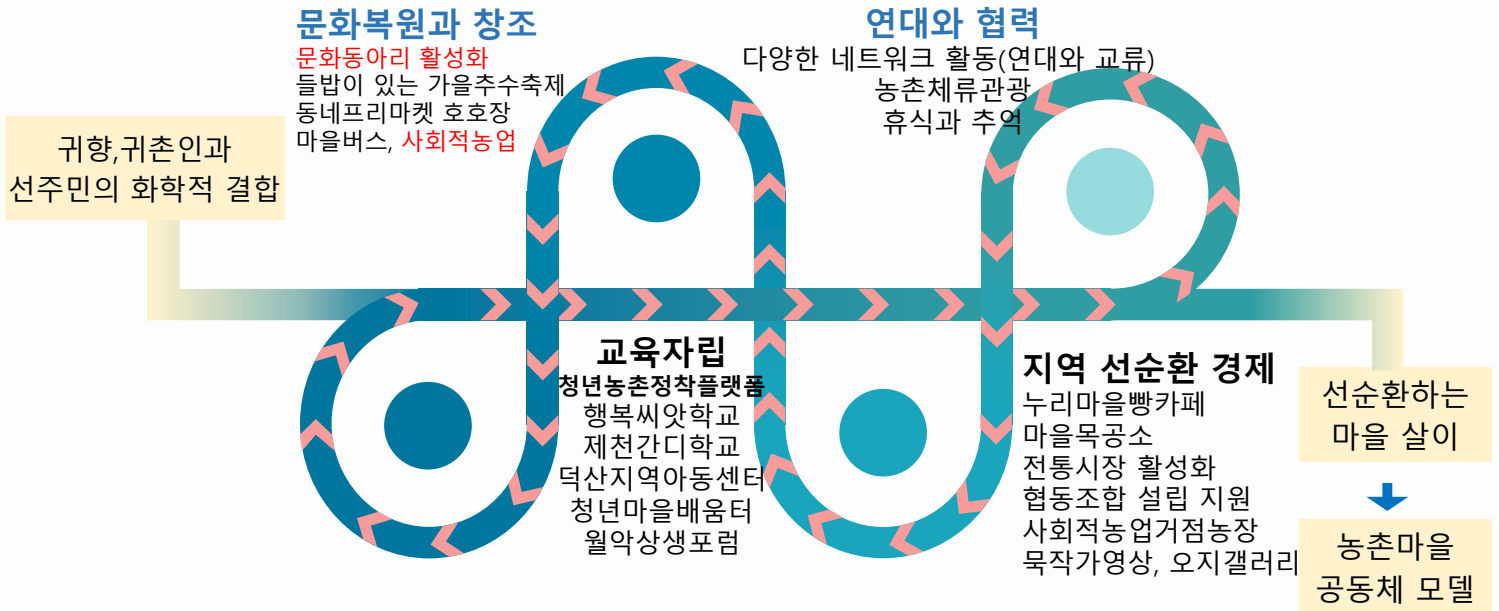 문화복원과 창조
문화동아리 활성화
들밥이 있는 가을추수축제
동네프리마켓 호호장
마을버스, 사회적농업
연대와 협력
다양한 네트워크 활동(연대와 교류)
농촌체류관광
휴식과 추억
귀향,귀촌인과
선주민의 화학적 결합
교육자립
청년농촌정착플랫폼
행복씨앗학교
제천간디학교
덕산지역아동센터
청년마을배움터
월악상생포럼
지역 선순환 경제
누리마을빵카페
마을목공소
전통시장 활성화
협동조합 설립 지원
사회적농업거점농장
묵작가영상, 오지갤러리
선순환하는
마을 살이
농촌마을
공동체 모델